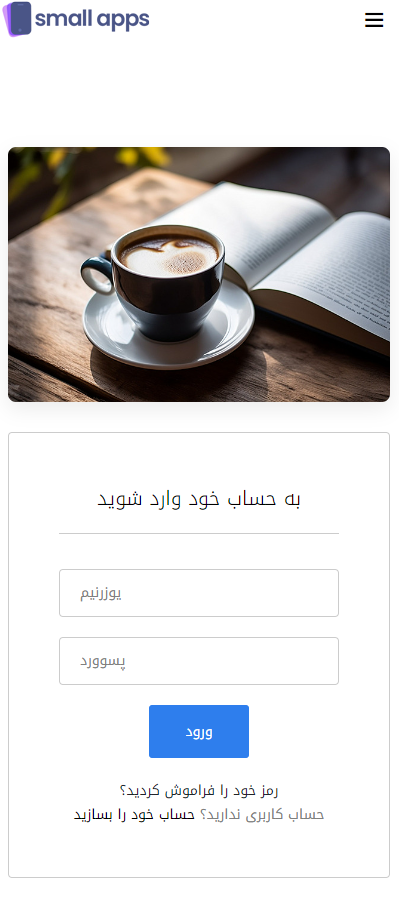 small apps
به حساب خود وارد شوید
یوزرنیم
پسوورد
ورود
رمز خود را فراموش کردید؟
حساب کاربری ندارید؟ حساب خود را بسازید